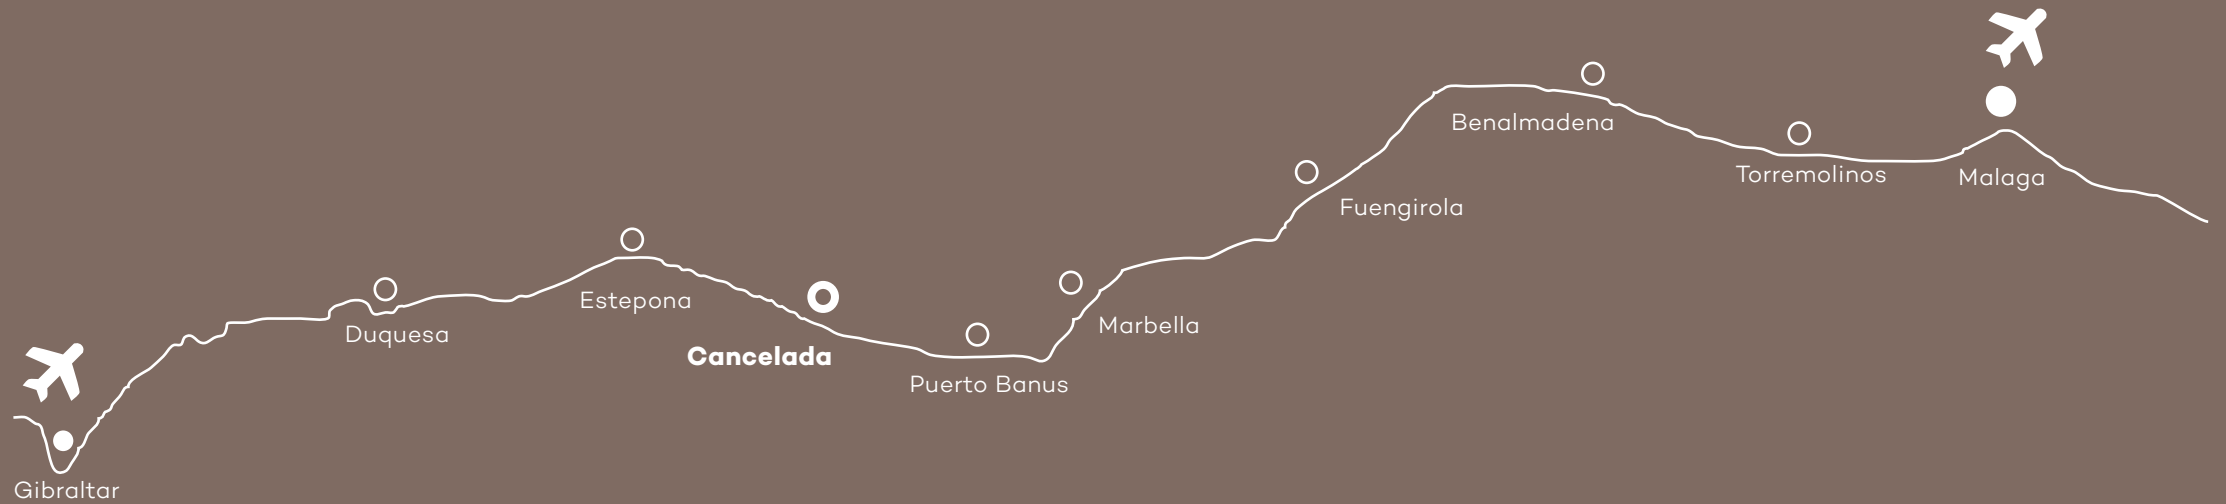 Benalmadena
Torremolinos
Malaga
Fuengirola
Estepona
Marbella
Duquesa
Cancelada
Puerto Banus
Gibraltar